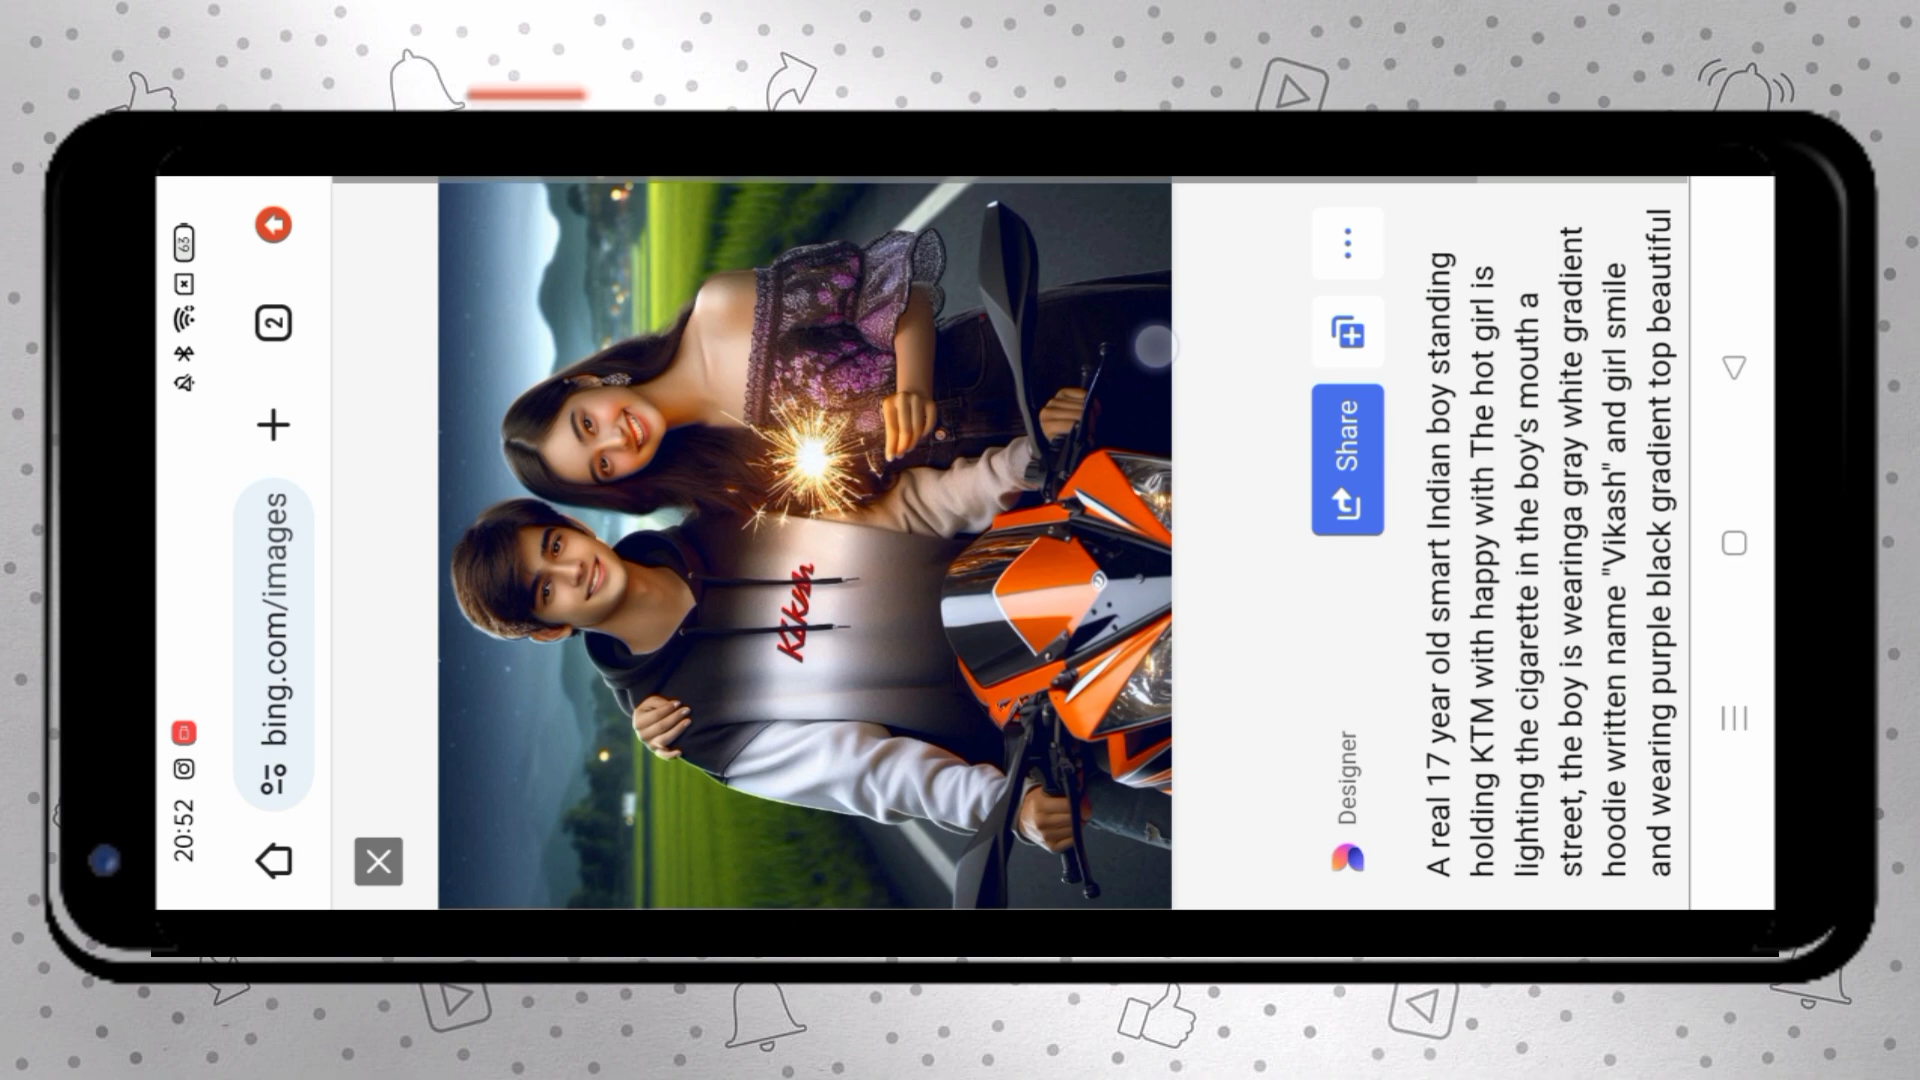 20:52
63
bing.com/images
2
Kikm
Designer
Share
A real 17 year old smart Indian boy standing
holding KTM with happy with The hot girl is
lighting the cigarette in the boy's mouth a
street, the boy is wearinga gray white gradient
hoodie written name "Vikash" and girl smile
and wearing purple black gradient top beautiful